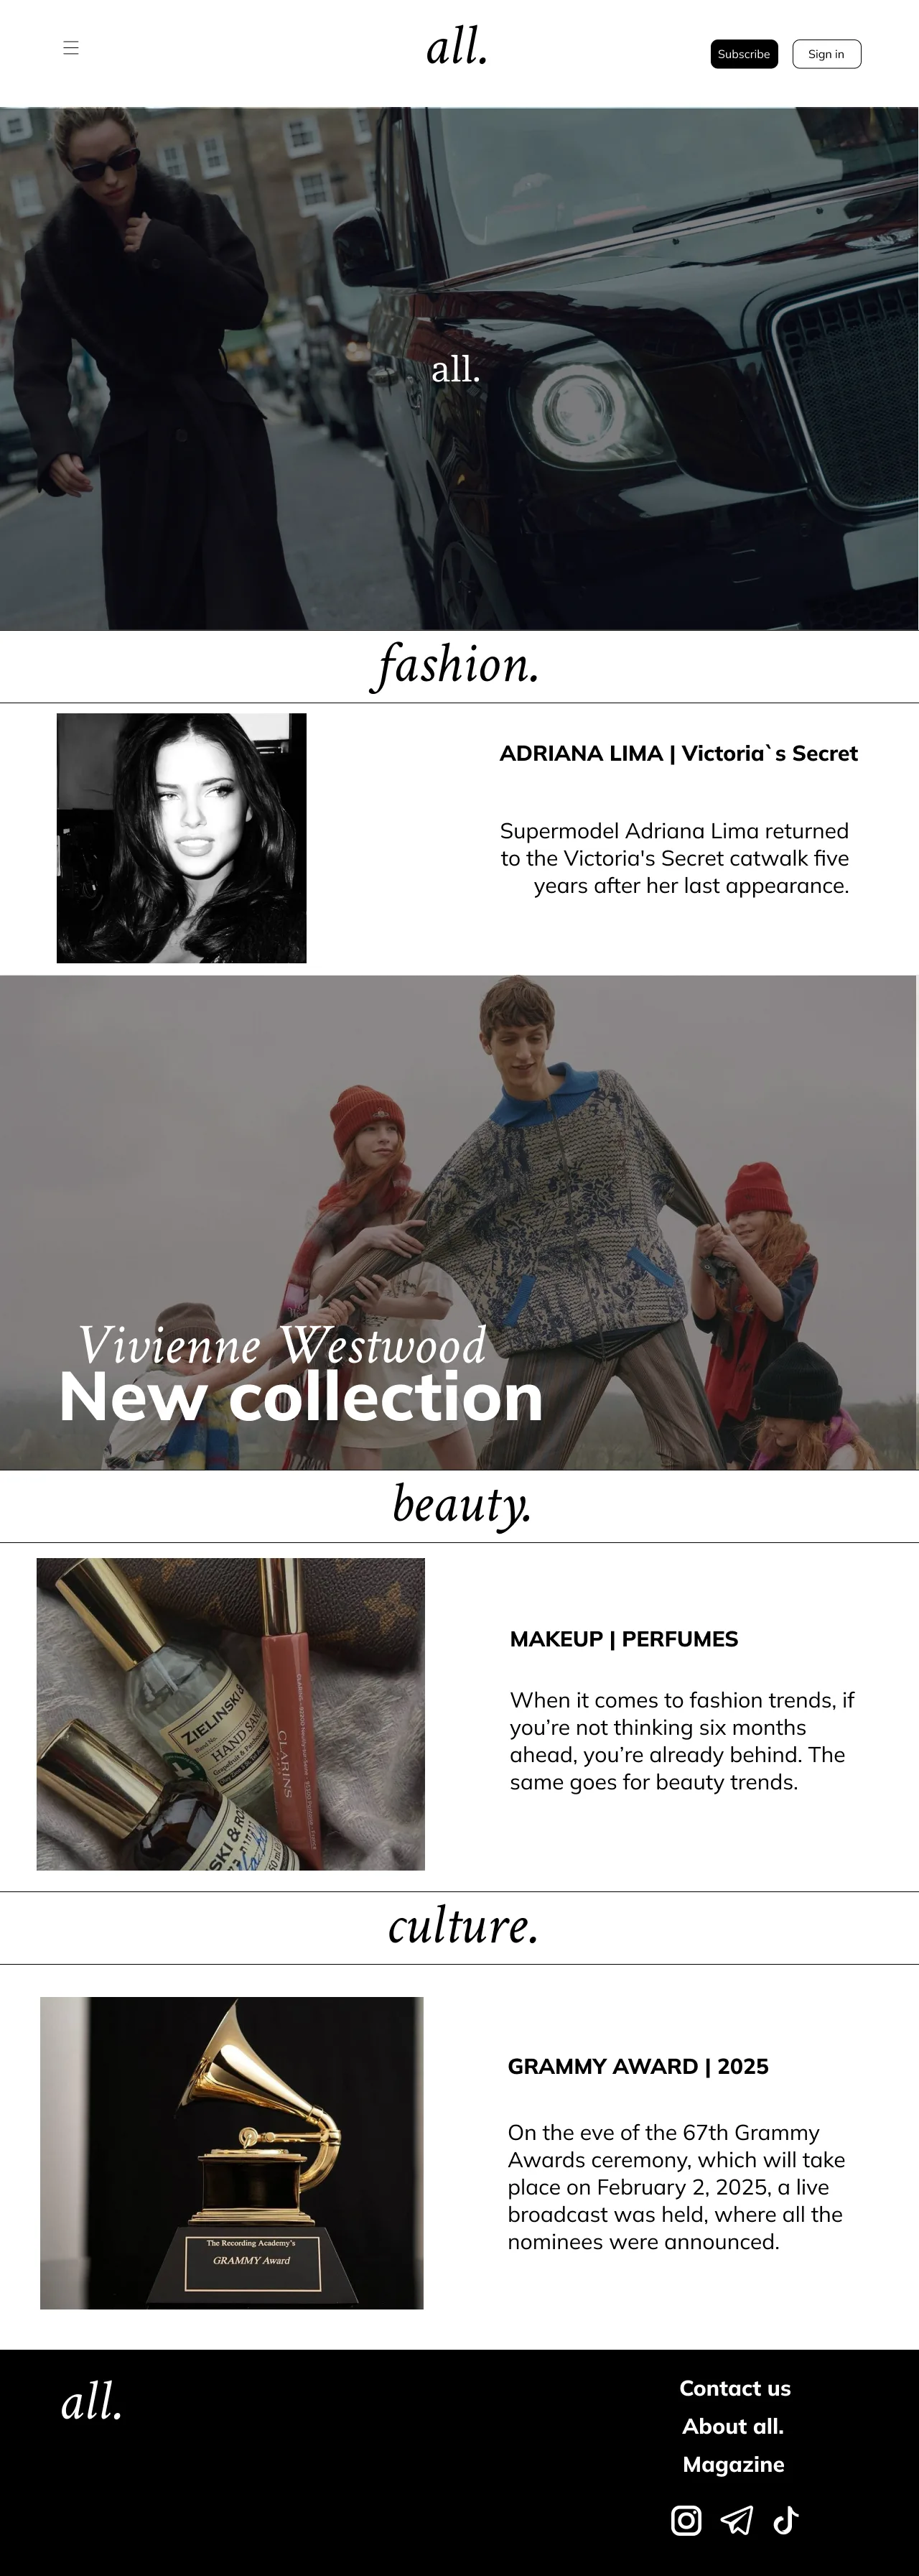 all.
Subscribe
Sign in
all.
fashion.
ADRIANA LIMA | Victoria`s Secret
Supermodel Adriana Lima returned
to the Victoria's Secret catwalk five
years after her last appearance.
Vivienne Westwood
New collection
beauty.
ZIELINSKI &
HAND SAN
CLARINS
SKI & RO
MAKEUP | PERFUMES
When it comes to fashion trends, if
you’re not thinking six months
ahead, you’re already behind. The
same goes for beauty trends.
culture.
The Recording Academy's
GRAMMY Award
GRAMMY AWARD | 2025
On the eve of the 67th Grammy
Awards ceremony, which will take
place on February 2, 2025, a live
broadcast was held, where all the
nominees were announced.
all.
Contact us
About all.
Magazine